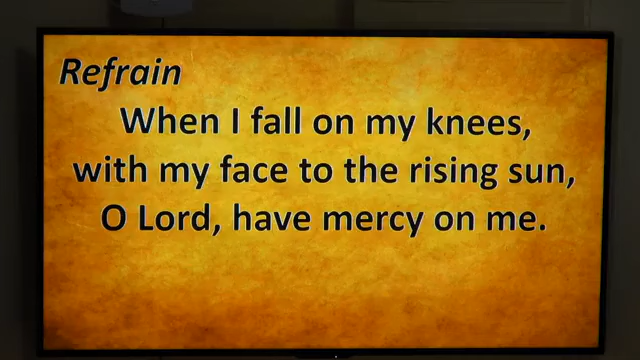 Refrain
When I fall on my knees,
with my face to the rising sun,
O Lord, have mercy on me.